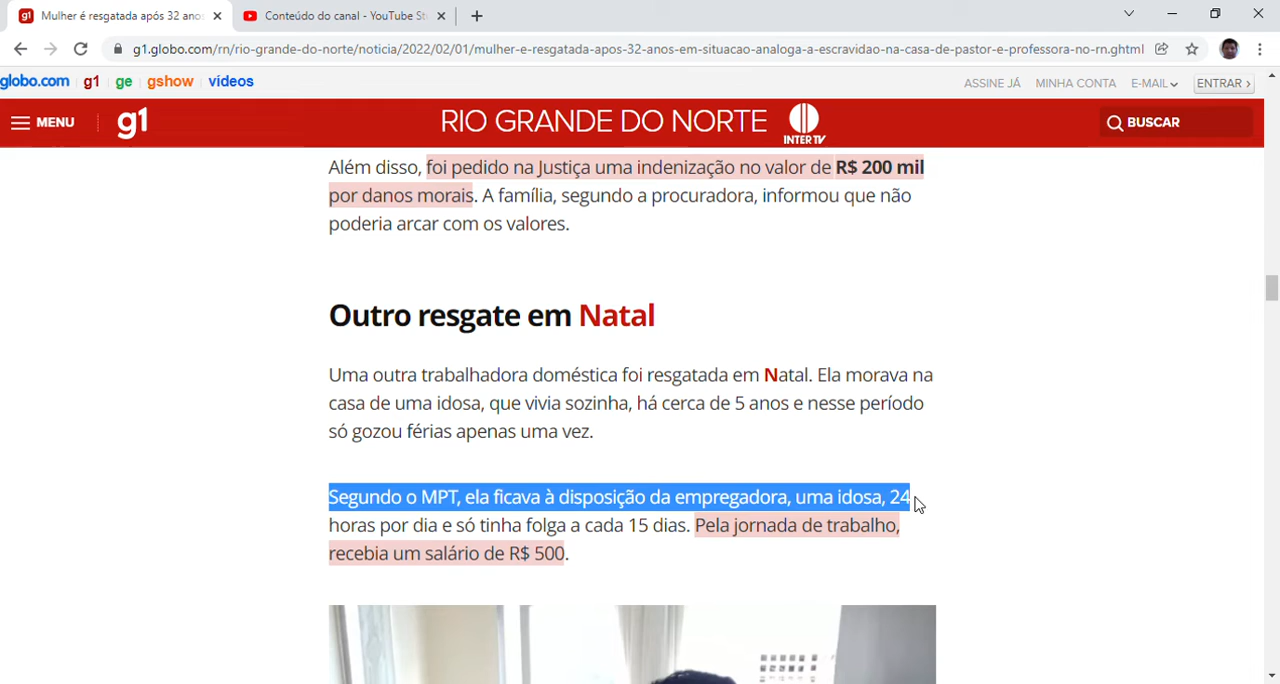 Mulher é resgatada após 32 anos
Conteúdo do canal - YouTube St
g1.globo.com/rn/rio-grande-do-norte/noticia/2022/02/01/mulher-e-resgatada-apos-32-anos-em-situacao-analoga-a-escravidao-na-casa-de-pastor-e-professora-no-rn.ghtml
globo.com g1 ge gshow videos ASSINE JÁ MINHA CONTA E-MAIL ENTRAR ›
MENU g1 RIO GRANDE DO NORTE INTER TV BUSCAR
Além disso, foi pedido na Justiça uma indenização no valor de R$ 200 mil
por danos morais. A família, segundo a procuradora, informou que não
poderia arcar com os valores.
Outro resgate em Natal
Uma outra trabalhadora doméstica foi resgatada em Natal. Ela morava na
casa de uma idosa, que vivia sozinha, há cerca de 5 anos e nesse período
só gozou férias apenas uma vez.
Segundo o MPT, ela ficava à disposição da empregadora, uma idosa, 24
horas por dia e só tinha folga a cada 15 dias. Pela jornada de trabalho,
recebia um salário de R$ 500.